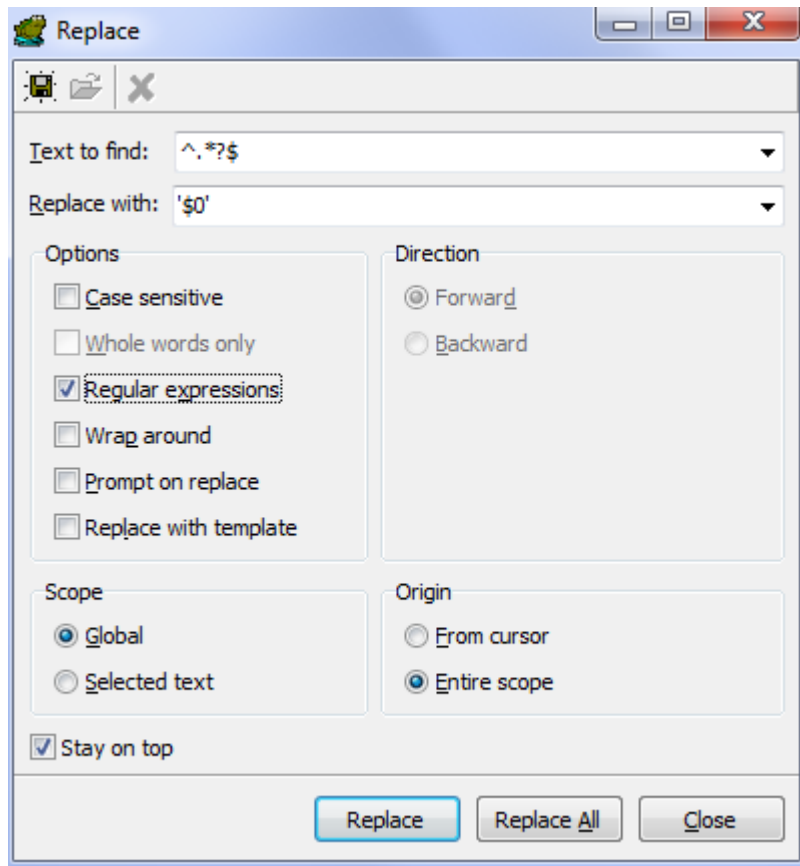 Replace
Text to find: ^.*?$
Replace with: '$0'
Options
Case sensitive
Whole words only
Regular expressions
Wrap around
Prompt on replace
Replace with template
Direction
Forward
Backward
Scope
Global
Selected text
Origin
From cursor
Entire scope
Stay on top
Replace Replace All Close